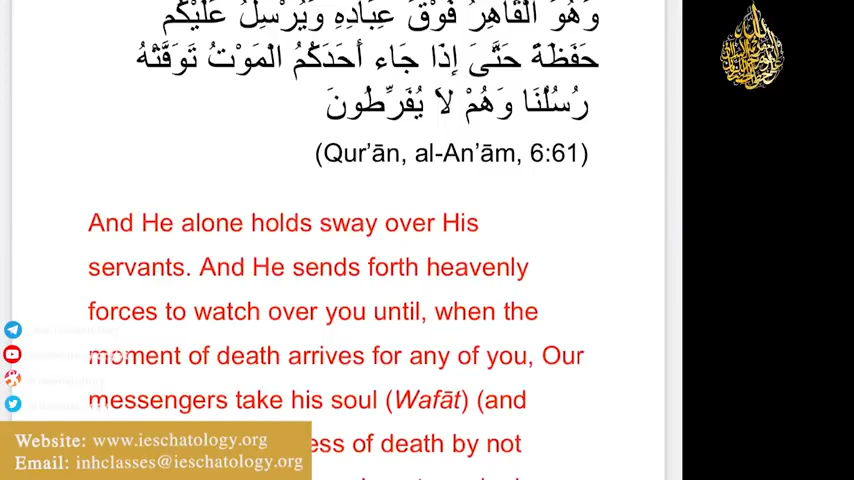 وَهُوَ الْقَاهِرُ فَوْقَ عِبَادِهِ وَيُرْسِلُ عَلَيْكُم
حَفَظَةً حَتَّىَ إِذَا جَاء أَحَدَكُمُ الْمَوْتُ تَوَفَّتْهُ
رُسُلُنَا وَهُمْ لاَ يُفَرِّطُونَ
(Qur’ān, al-An’ām, 6:61)
And He alone holds sway over His
servants. And He sends forth heavenly
forces to watch over you until, when the
moment of death arrives for any of you, Our
messengers take his soul (Wafāt) (and
ess of death by not
Website: www.ieschatology.org
Email: inhclasses@ieschatology.org